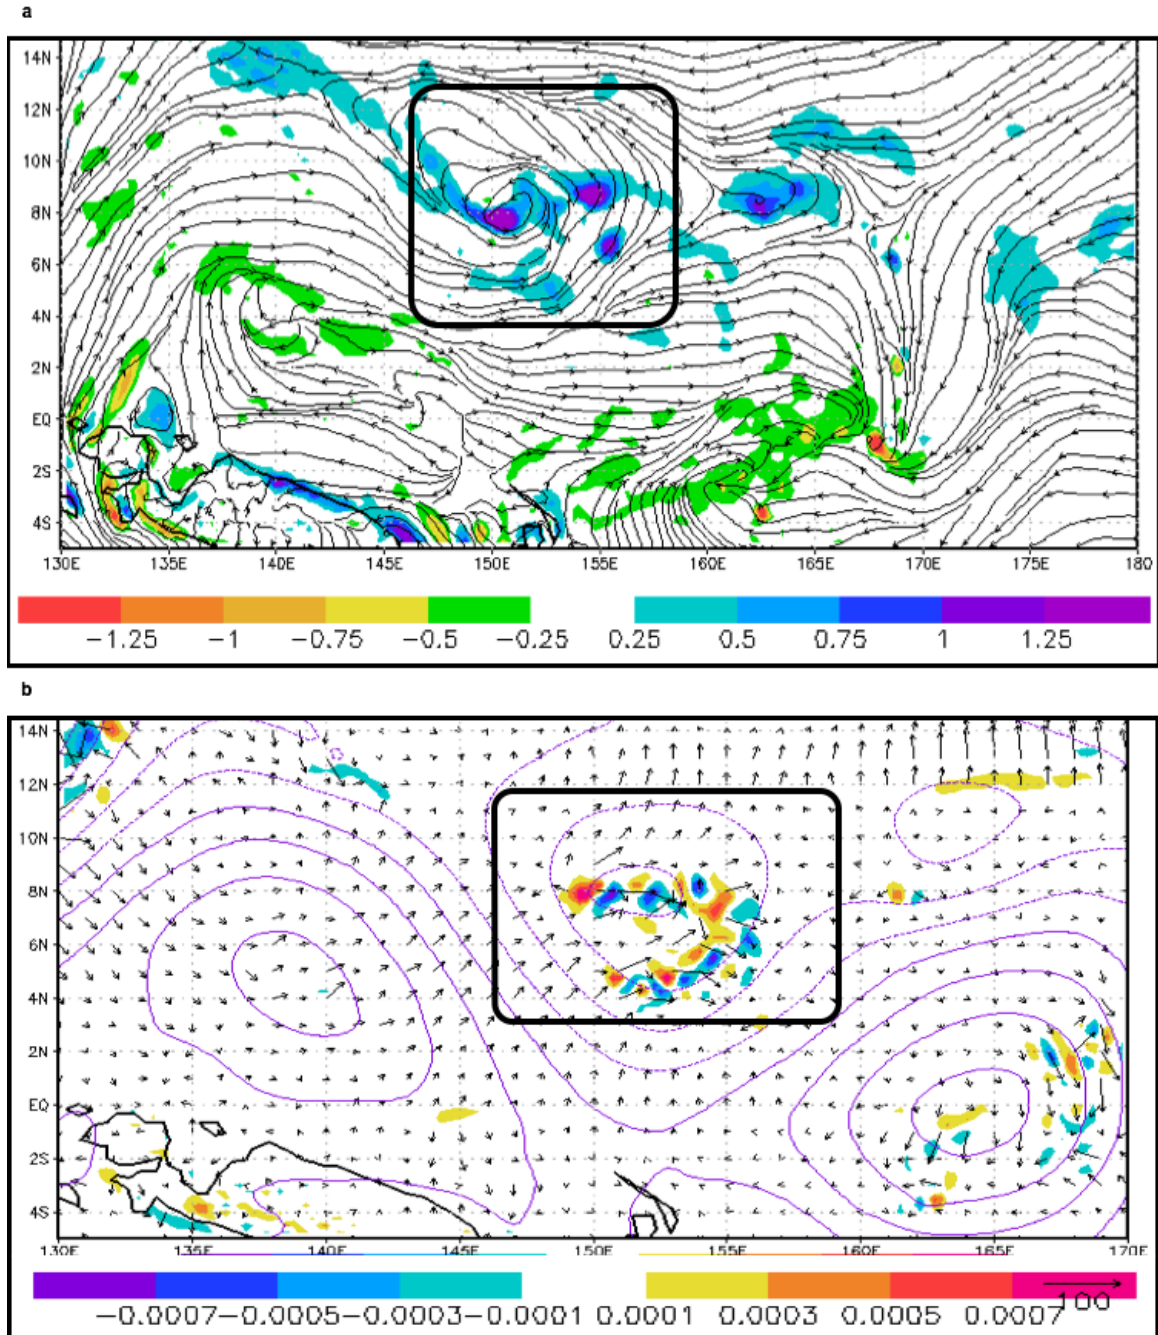 a
14N
12N
10N
8N
6N
4N
2N
EQ
2S
4S
130E 135E 140E 145E 150E 155E 160E 165E 170E 175E 180
−1.25 −1 −0.75 −0.5 −0.25 0.25 0.5 0.75 1 1.25
b
14N
12N
10N
8N
6N
4N
2N
EQ
2S
4S
130E 135E 140E 145E 150E 155E 160E 165E 170E
−0.0007 −0.0005 −0.0003 −0.0001 0.0001 0.0003 0.0005 0.0007 100